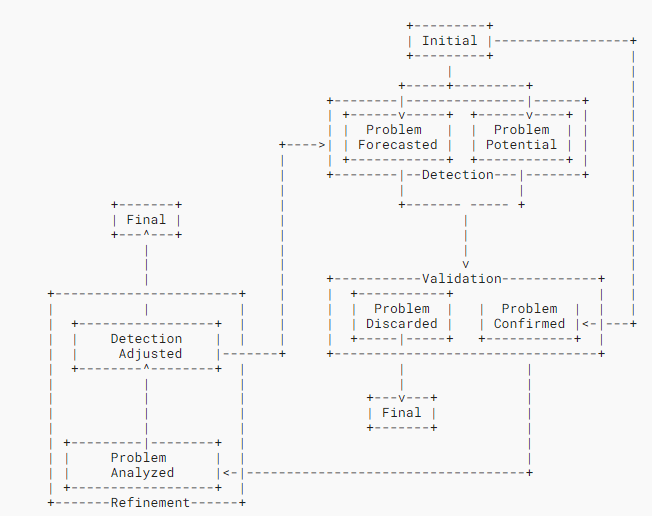 Initial
Problem Problem
Forecasted Potential
Detection
Final
Validation
Problem Problem
Discarded Confirmed
Detection
Adjusted
Final
Problem
Analyzed
Refinement